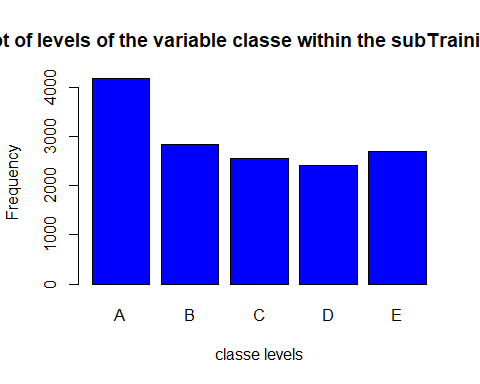 ot of levels of the variable classe within the subTraini
4000
3000
2000
1000
0
Frequency
A B C D E
classe levels